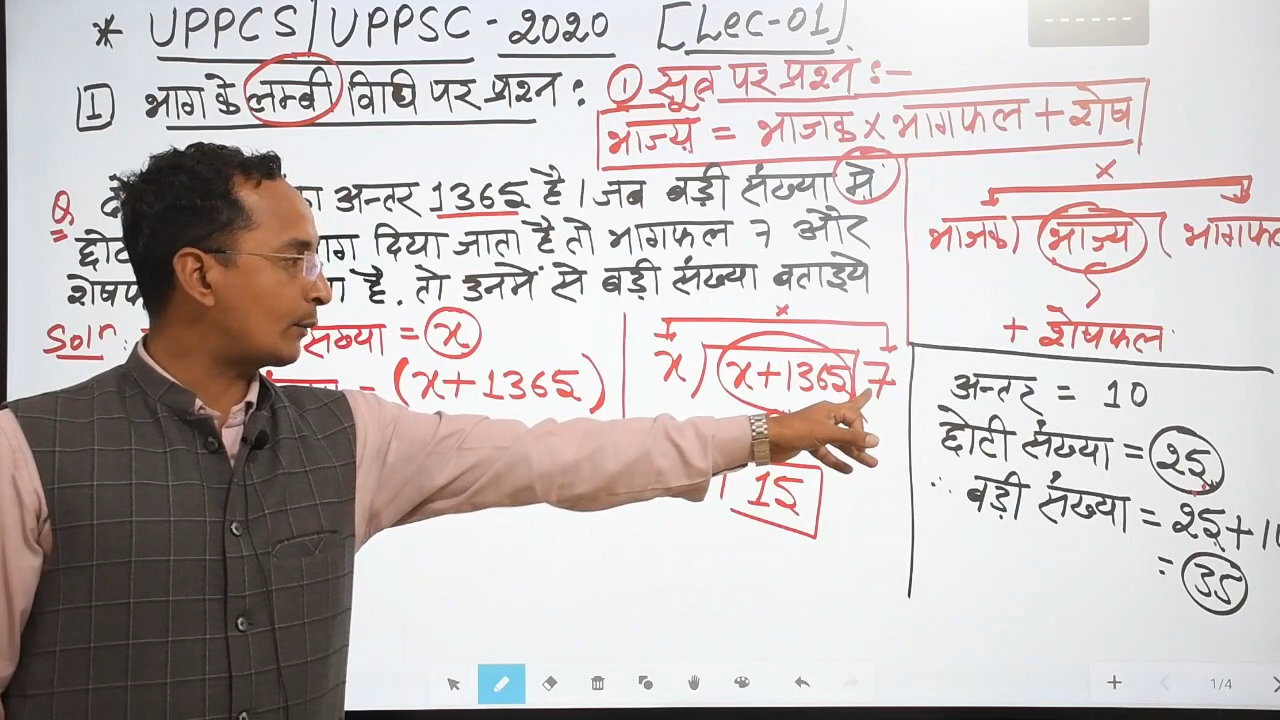 * UPPCS/UPPSC - 2020 [Lec-01]
I भाग के लम्बी विधि पर प्रश्न :
① सूत्र पर प्रश्न :-
भाज्य = भाजक × भागफल + शेष
Q. अन्तर 1365 है। जब बड़ी संख्या में
भाग दिया जाता है तो भागफल 7 और
है. तो उनमें से बड़ी संख्या बताइये
Solⁿ : संख्या = x
= (x + 1365)
×
x ) x + 1365 ( 7
15
×
भाजक ) भाज्य (
+ शेषफल
अन्तर = 10
छोटी संख्या = 25
∴ बड़ी संख्या = 25 +
= 35
1/4